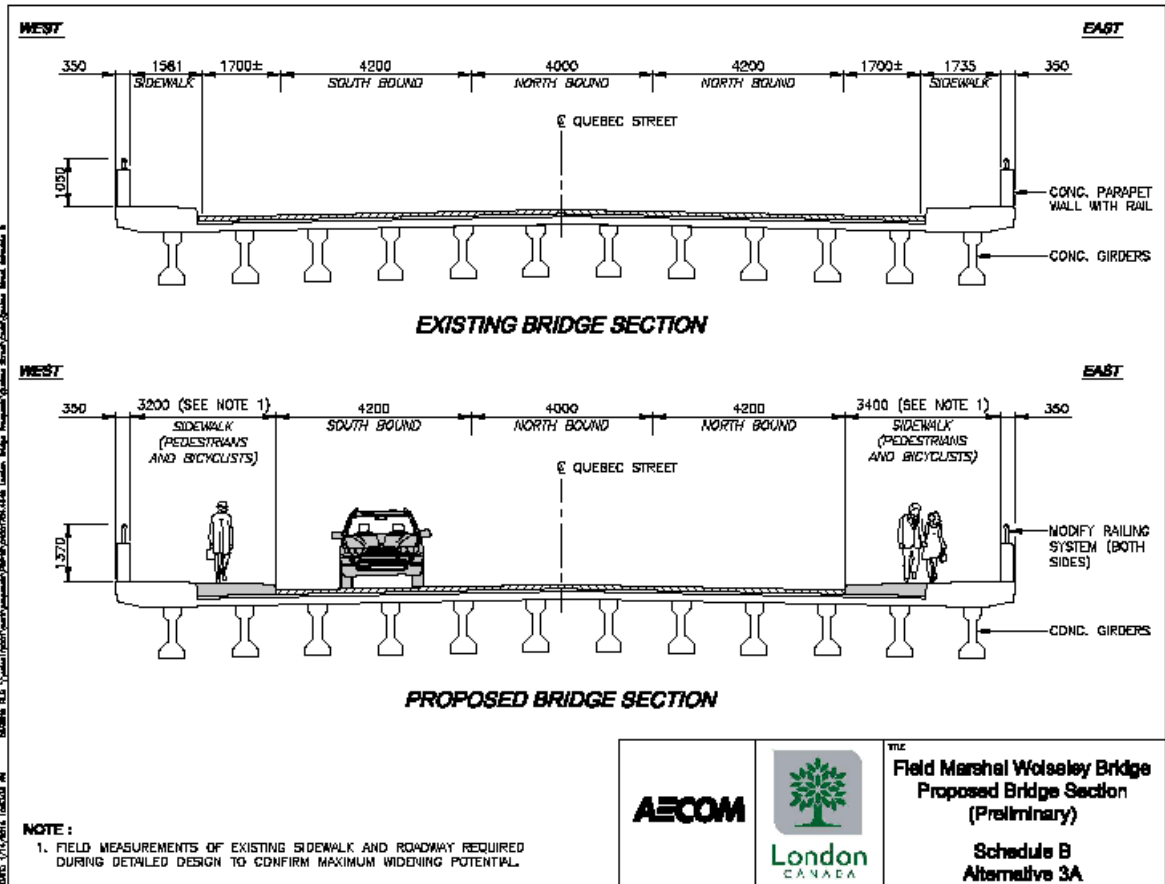 WEST
EAST
350 1561 1700± 4200 4000 4200 1700± 1735 350
SIDEWALK SOUTH BOUND NORTH BOUND NORTH BOUND SIDEWALK
℄ QUEBEC STREET
1050
CONC. PARAPET
WALL WITH RAIL
CONC. GIRDERS
EXISTING BRIDGE SECTION
WEST
EAST
350 3200 (SEE NOTE 1) 4200 4000 4200 3400 (SEE NOTE 1) 350
SIDEWALK SOUTH BOUND NORTH BOUND NORTH BOUND SIDEWALK
(PEDESTRIANS (PEDESTRIANS
AND BICYCLISTS) AND BICYCLISTS)
℄ QUEBEC STREET
1370
MODIFY RAILING
SYSTEM (BOTH
SIDES)
CONC. GIRDERS
PROPOSED BRIDGE SECTION
NOTE :
1. FIELD MEASUREMENTS OF EXISTING SIDEWALK AND ROADWAY REQUIRED
DURING DETAILED DESIGN TO CONFIRM MAXIMUM WIDENING POTENTIAL.
AECOM
London
CANADA
TITLE
Field Marshal Wolseley Bridge
Proposed Bridge Section
(Preliminary)
Schedule B
Alternative 3A